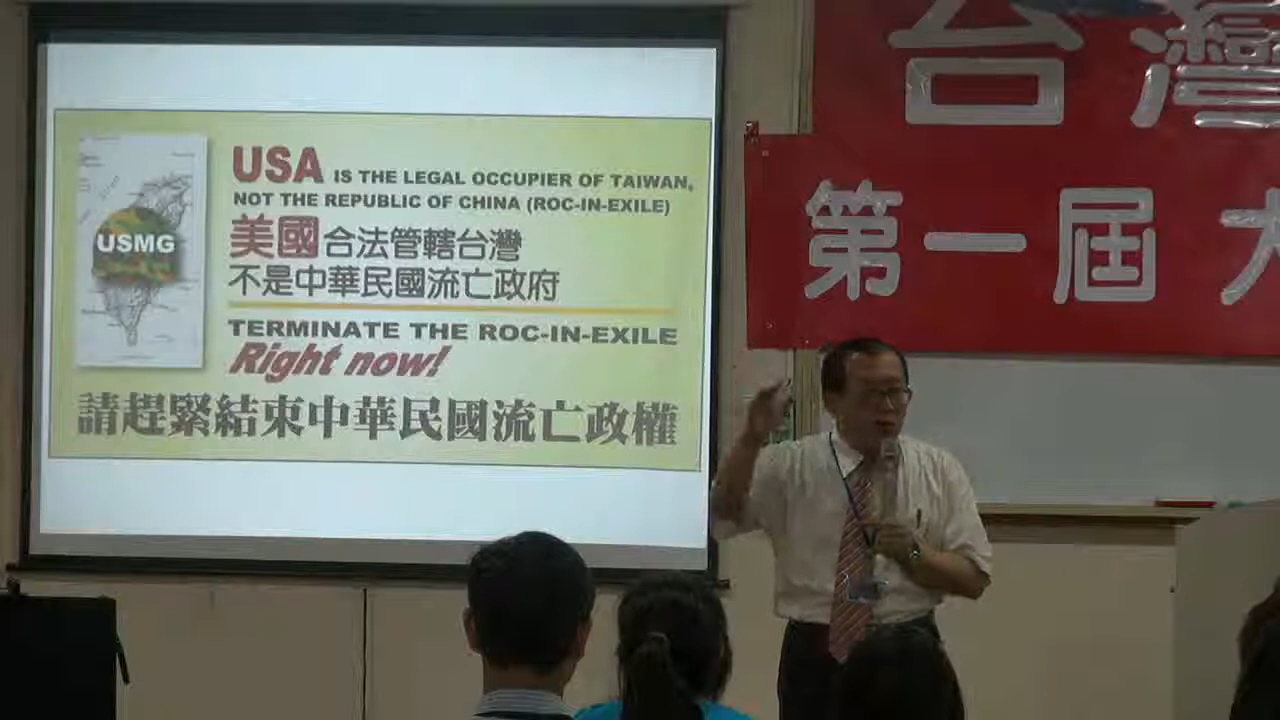 USMG
USA IS THE LEGAL OCCUPIER OF TAIWAN,
NOT THE REPUBLIC OF CHINA (ROC-IN-EXILE)
美國合法管轄台灣
不是中華民國流亡政府
TERMINATE THE ROC-IN-EXILE
Right now!
請趕緊結束中華民國流亡政權
台灣
第一屆大